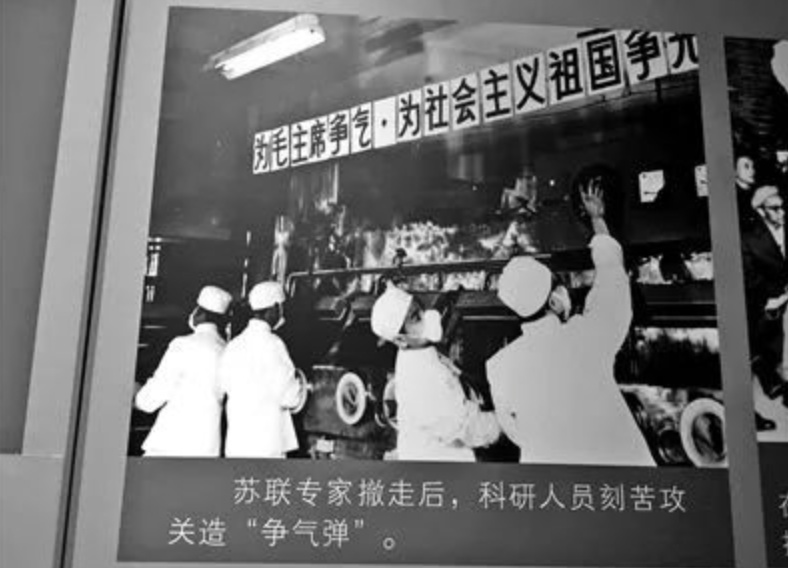 为毛主席争气·为社会主义祖国争光
苏联专家撤走后，科研人员刻苦攻
关造“争气弹”。